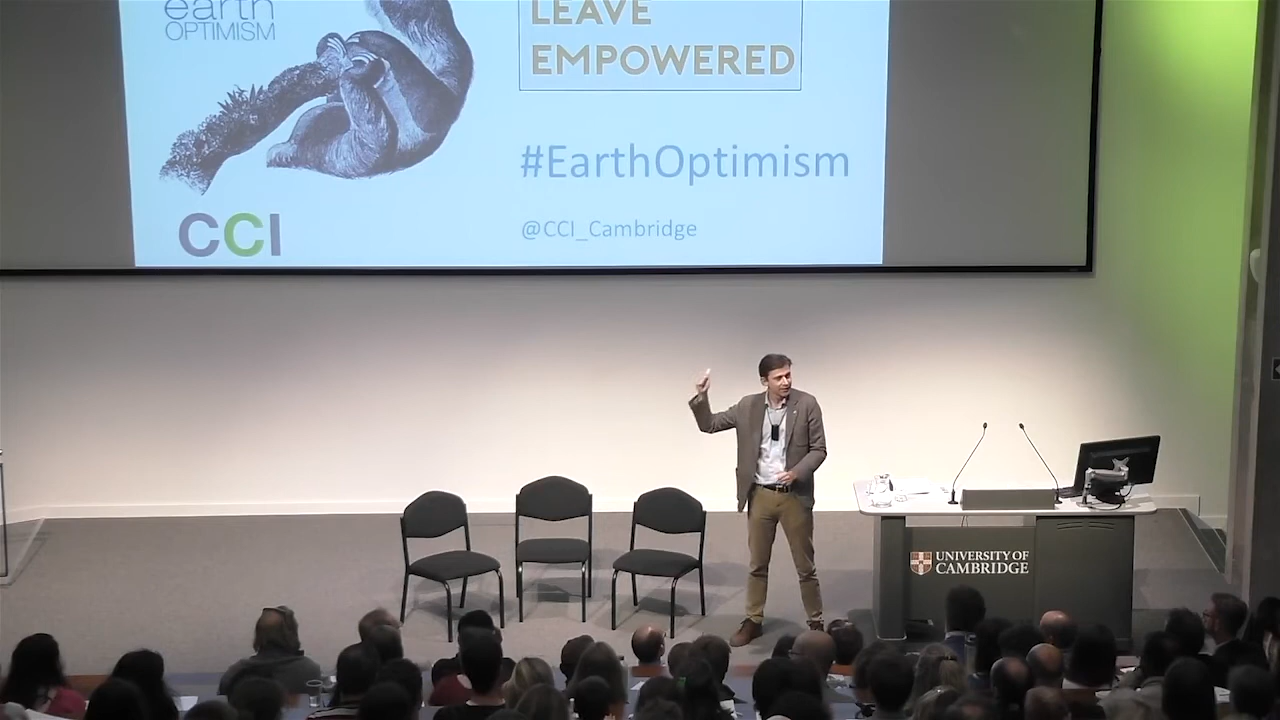 earth
OPTIMISM
LEAVE
EMPOWERED
#EarthOptimism
@CCI_Cambridge
CCI
UNIVERSITY OF
CAMBRIDGE